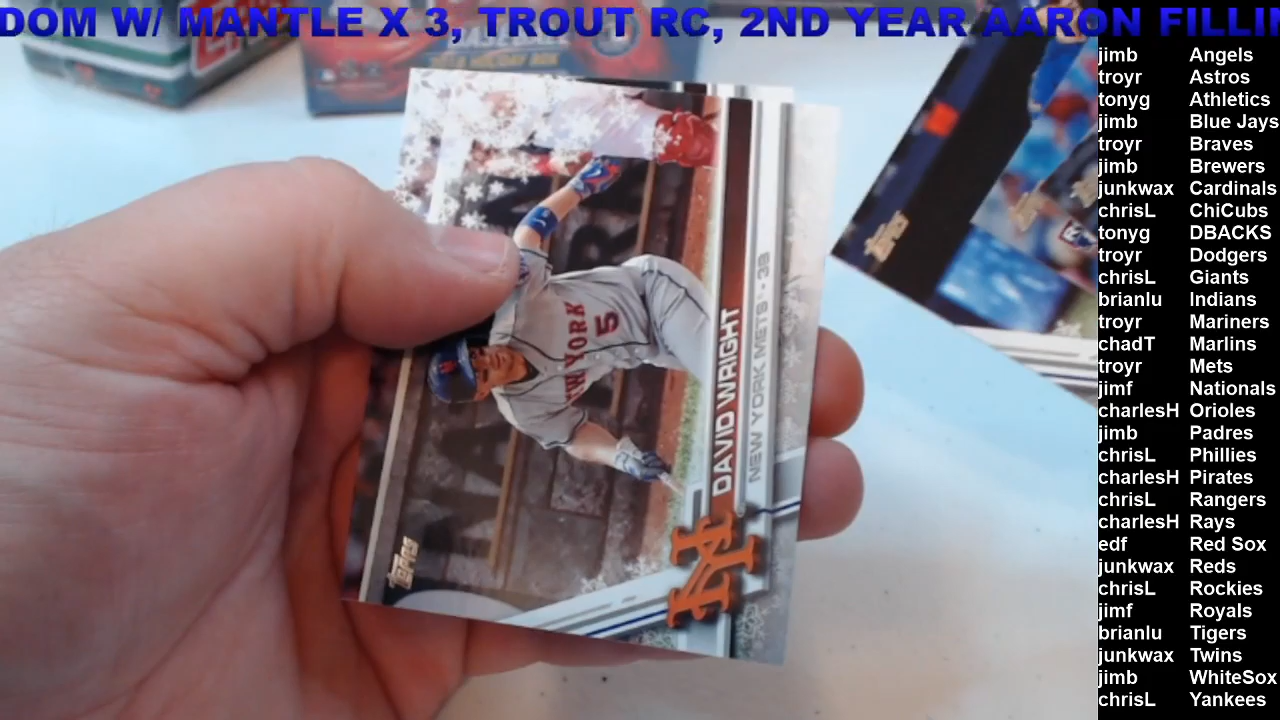 DOM W/ MANTLE X 3, TROUT RC, 2ND YEAR AARON FILLI
jimb Angels
troyr Astros
tonyg Athletics
jimb Blue Jays
troyr Braves
jimb Brewers
junkwax Cardinals
chrisL ChiCubs
tonyg DBACKS
troyr Dodgers
chrisL Giants
brianlu Indians
troyr Mariners
chadT Marlins
troyr Mets
jimf Nationals
charlesH Orioles
jimb Padres
chrisL Phillies
charlesH Pirates
chrisL Rangers
charlesH Rays
edf Red Sox
junkwax Reds
chrisL Rockies
jimf Royals
brianlu Tigers
junkwax Twins
jimb WhiteSox
chrisL Yankees
DAVID WRIGHT
NEW YORK METS • 3B
YORK
5
TOPPS
TOPPS
NY